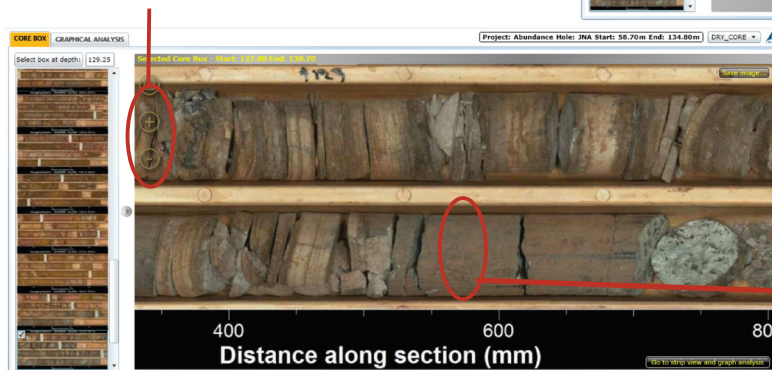 CORE BOX GRAPHICAL ANALYSIS
Project: Abundance Hole: JNA Start: 58.70m End: 134.80m DRY_CORE
Select box at depth: 129.25
Selected Core Box - Start: 127.80 End: 130.70
Save image...
400 600 80
Distance along section (mm)
Go to strip view and graph analysis